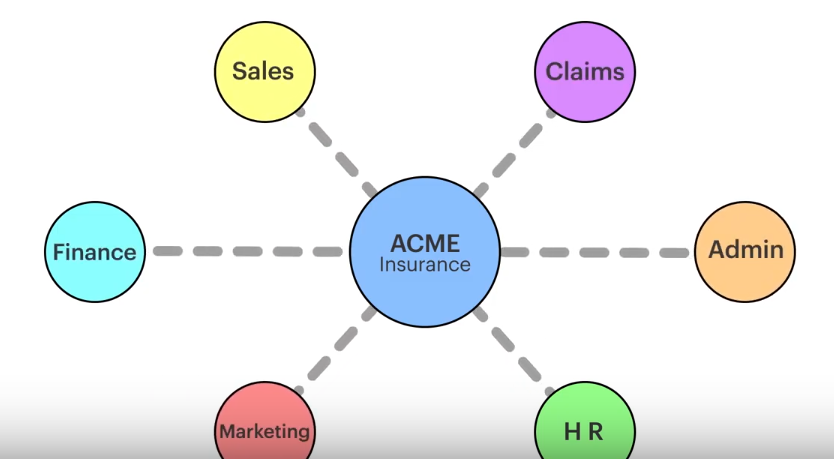 Sales
Claims
ACME
Insurance
Finance
Admin
Marketing
H R